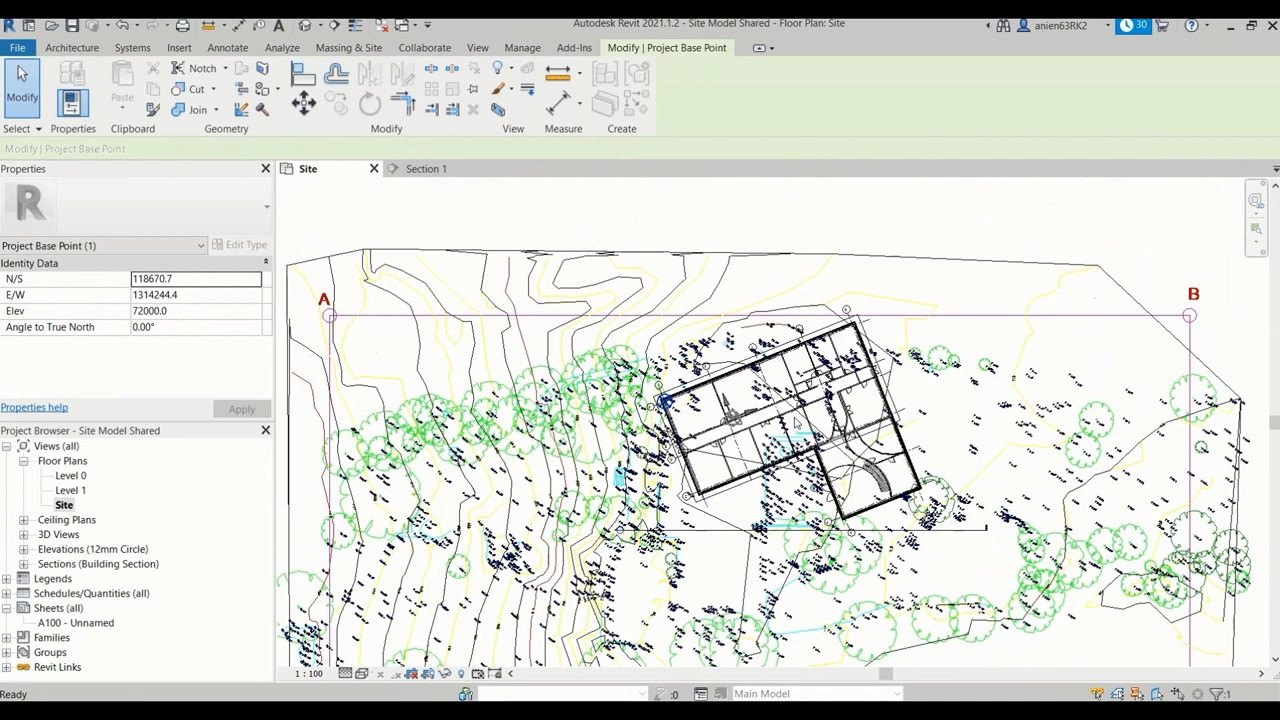 Autodesk Revit 2021.1.2 - Site Model Shared - Floor Plan: Site
anien63RK2
30
File Architecture Systems Insert Annotate Analyze Massing & Site Collaborate View Manage Add-Ins Modify | Project Base Point
Modify Paste Notch
Cut
Join
Select Properties Clipboard Geometry Modify View Measure Create
Modify | Project Base Point
Properties
Site
Section 1
Project Base Point (1)
Edit Type
Identity Data
N/S 118670.7
E/W 1314244.4
Elev 72000.0
Angle to True North 0.00°
Properties help
Apply
Project Browser - Site Model Shared
Views (all)
Floor Plans
Level 0
Level 1
Site
Ceiling Plans
3D Views
Elevations (12mm Circle)
Sections (Building Section)
Legends
Schedules/Quantities (all)
Sheets (all)
A100 - Unnamed
Families
Groups
Revit Links
A
B
1 : 100
Ready
:0
Main Model
:1